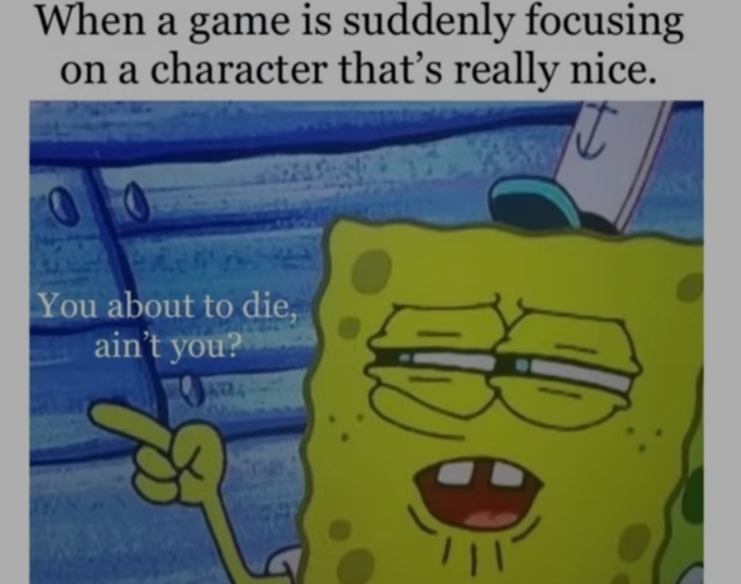 When a game is suddenly focusing
on a character that's really nice.
You about to die,
ain't you?